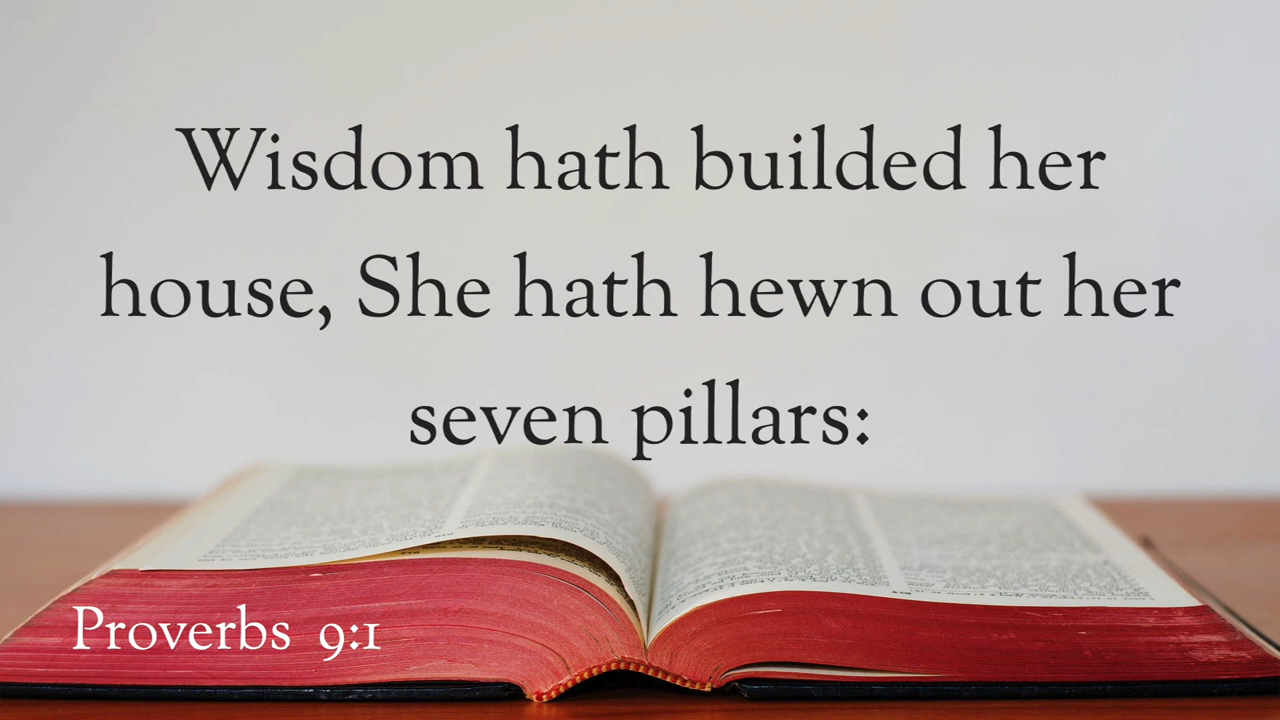 Wisdom hath builded her
house, She hath hewn out her
seven pillars:
Proverbs 9:1